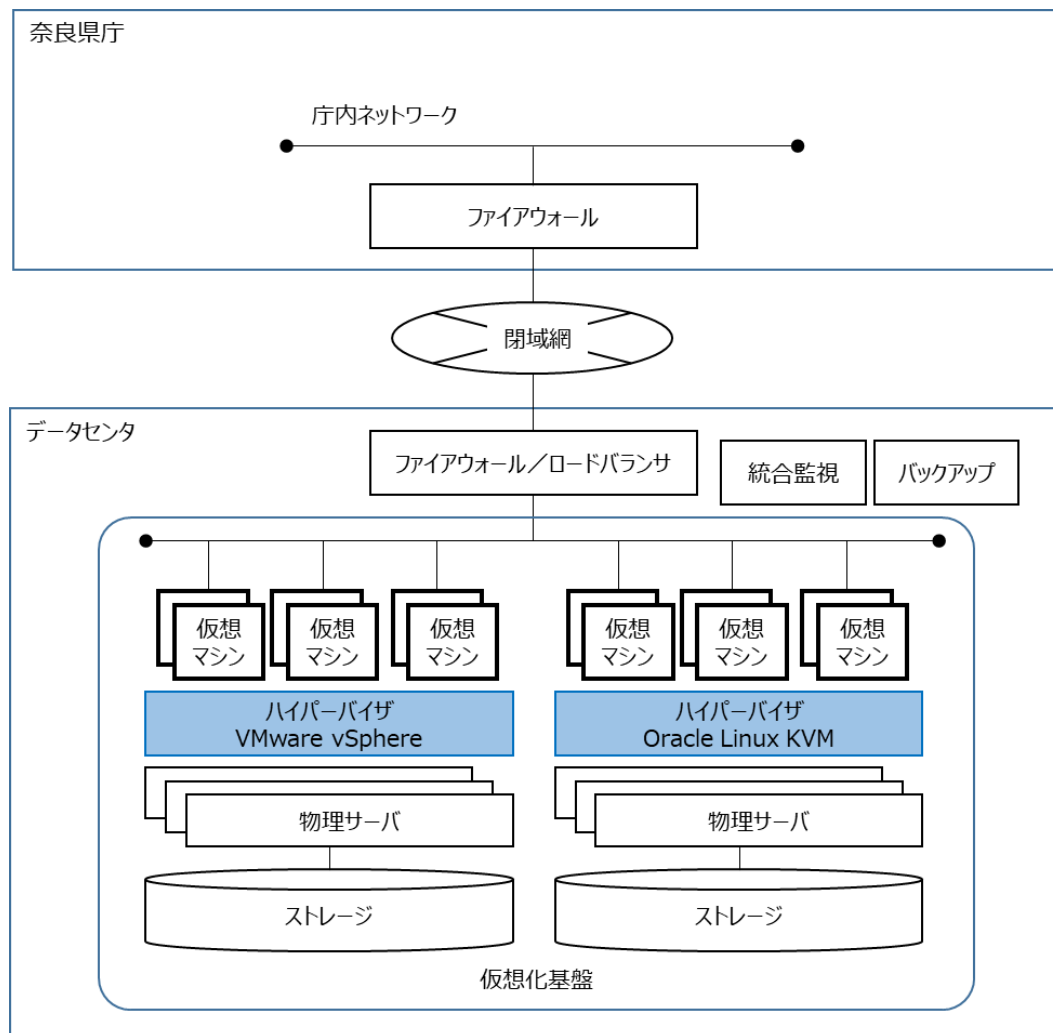 奈良県庁
庁内ネットワーク
ファイアウォール
閉域網
データセンタ
ファイアウォール／ロードバランサ
統合監視
バックアップ
仮想
マシン
仮想
マシン
仮想
マシン
仮想
マシン
仮想
マシン
仮想
マシン
ハイパーバイザ
VMware vSphere
ハイパーバイザ
Oracle Linux KVM
物理サーバ
物理サーバ
ストレージ
ストレージ
仮想化基盤